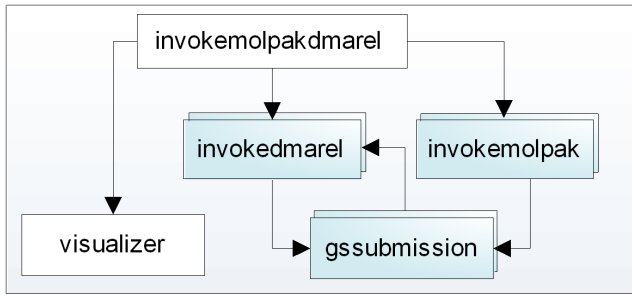 invokemolpakdmarel
invokedmarel
invokemolpak
visualizer
gssubmission